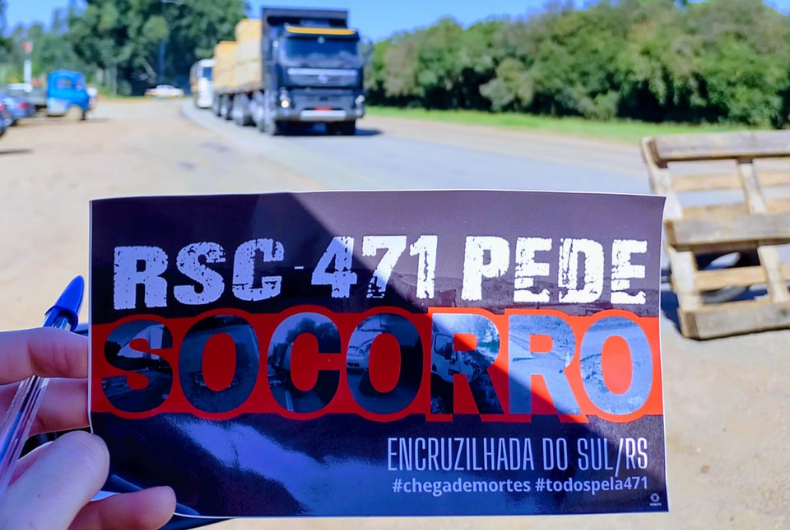 RSC-471 PEDE
SOCORRO
ENCRUZILHADA DO SUL/RS
#chegademortes #todospela471